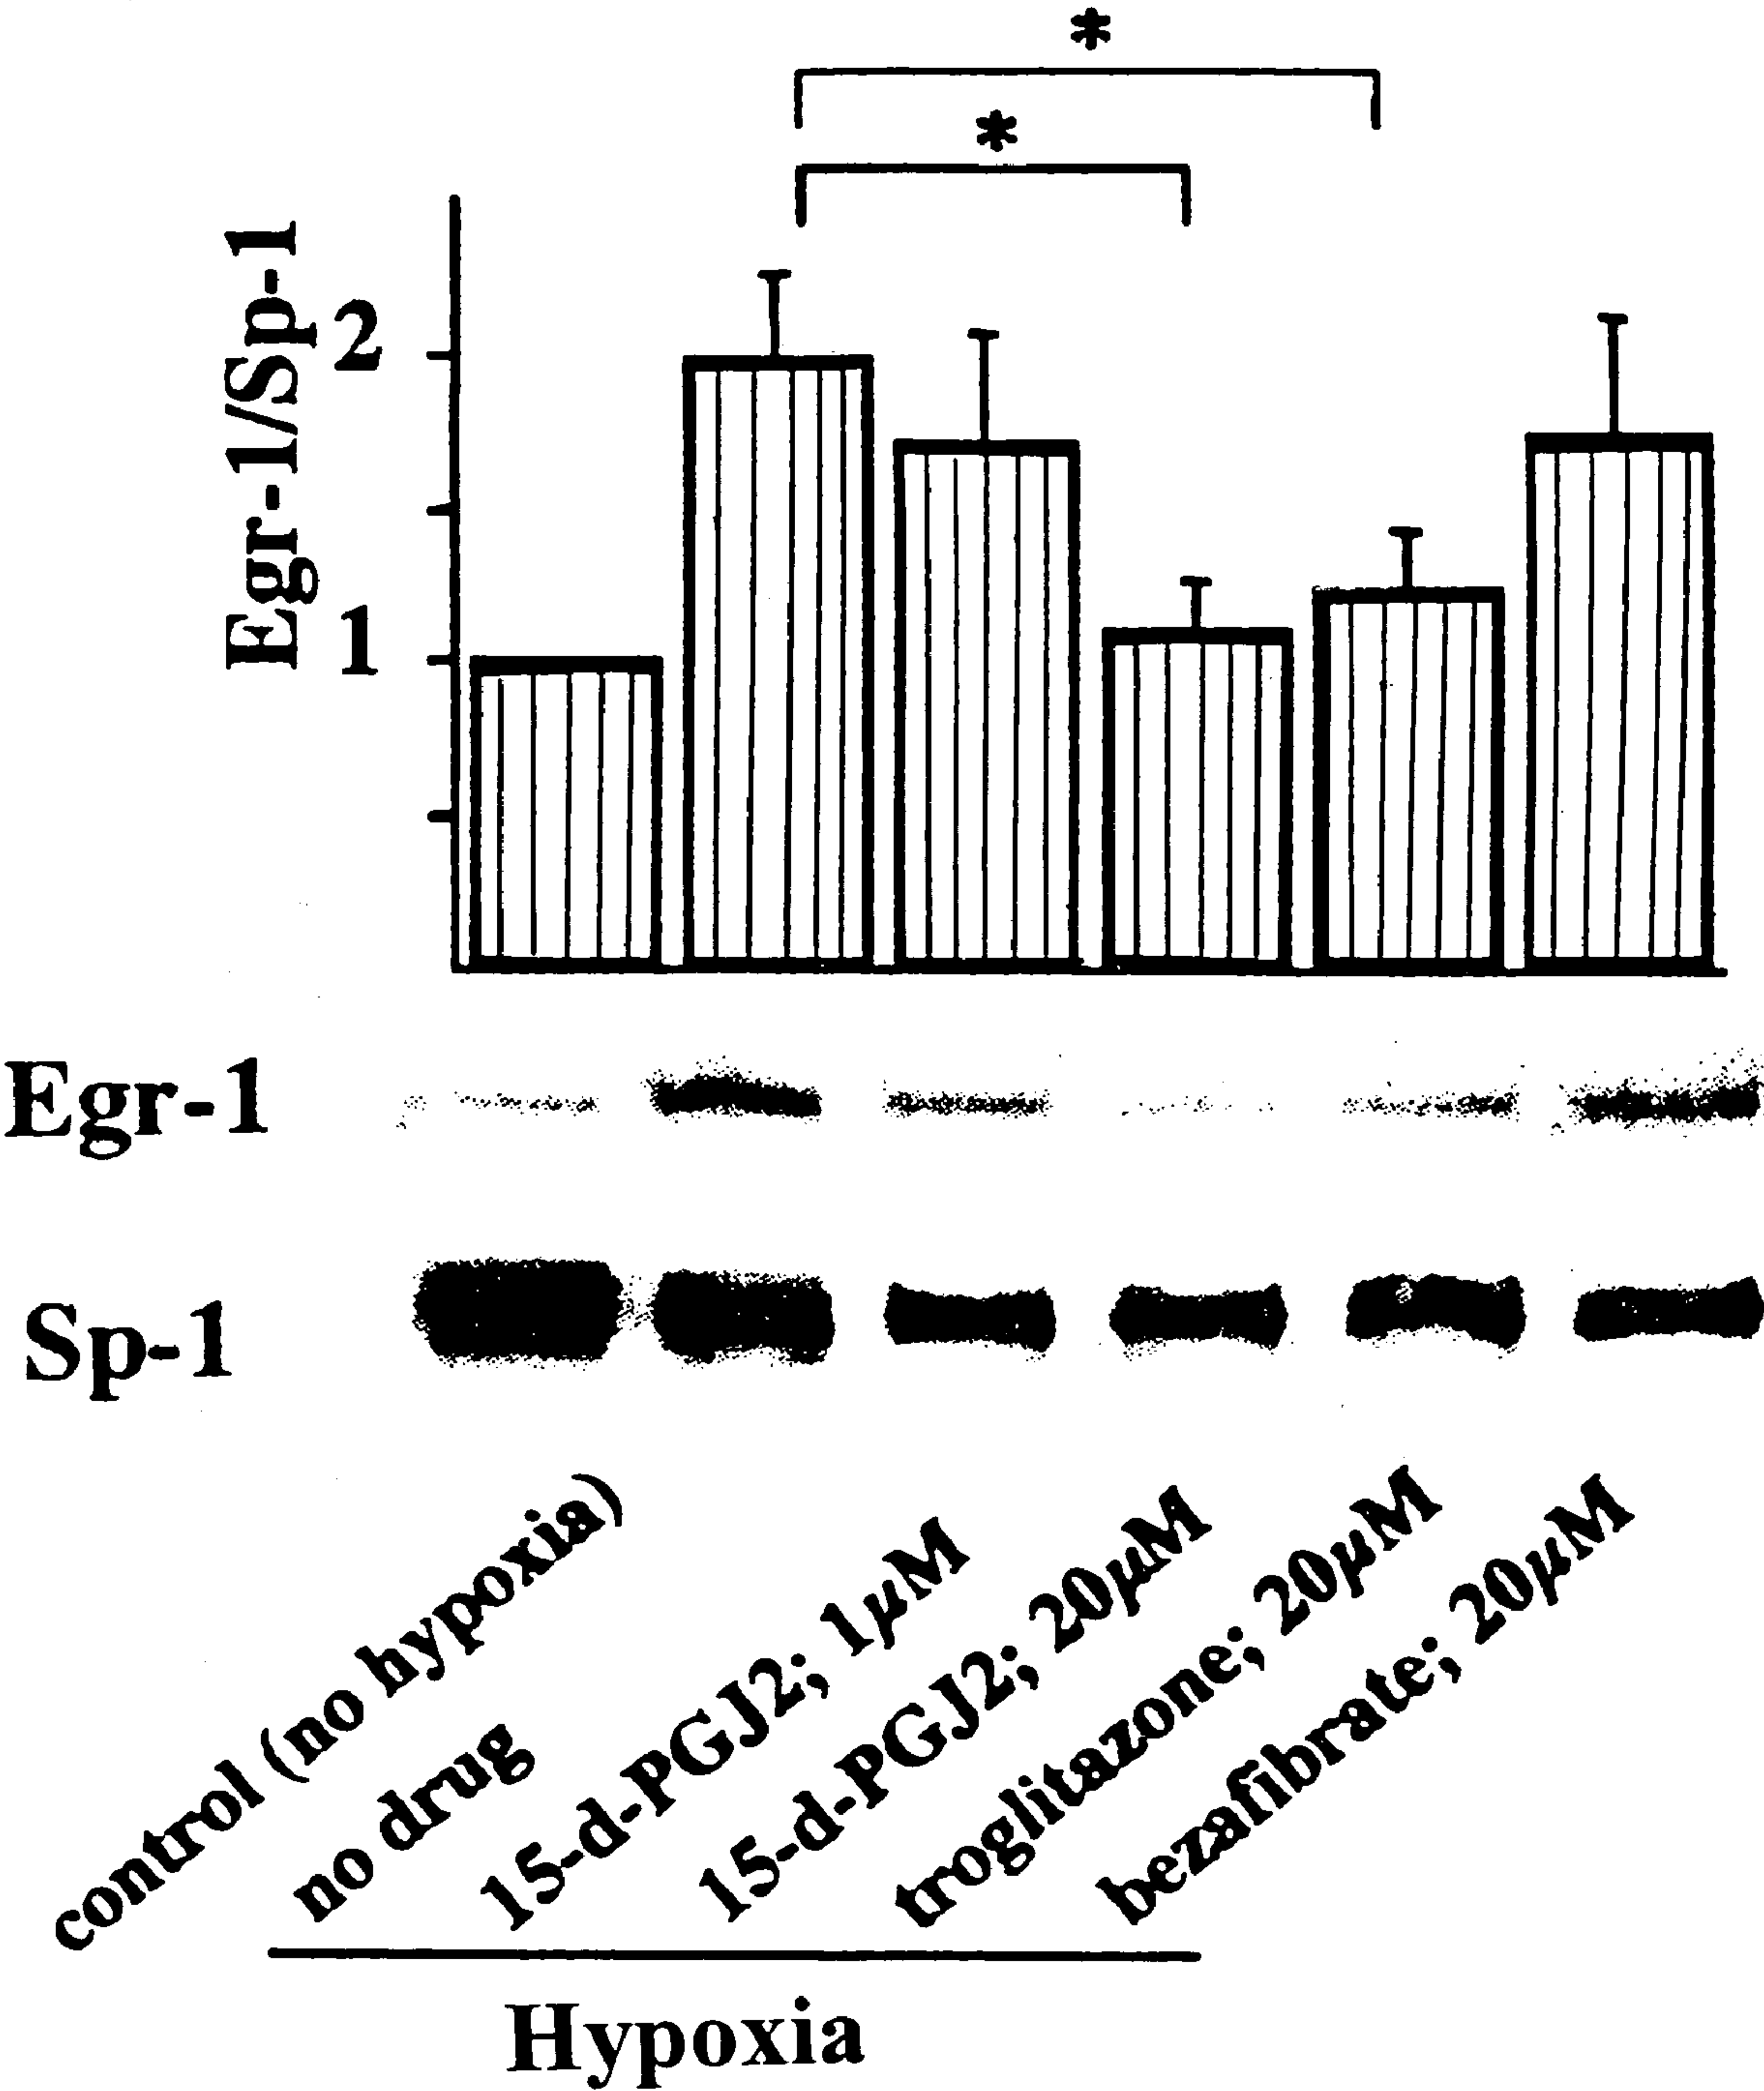 *
*
Egr-1/Sp-1
2
1
Egr-1
Sp-1
control (no hypoxia)
no drug
15-d-PGJ2; 1µM
15-d-PGJ2; 20µM
troglitazone; 20µM
bezafibrate; 20µM
Hypoxia